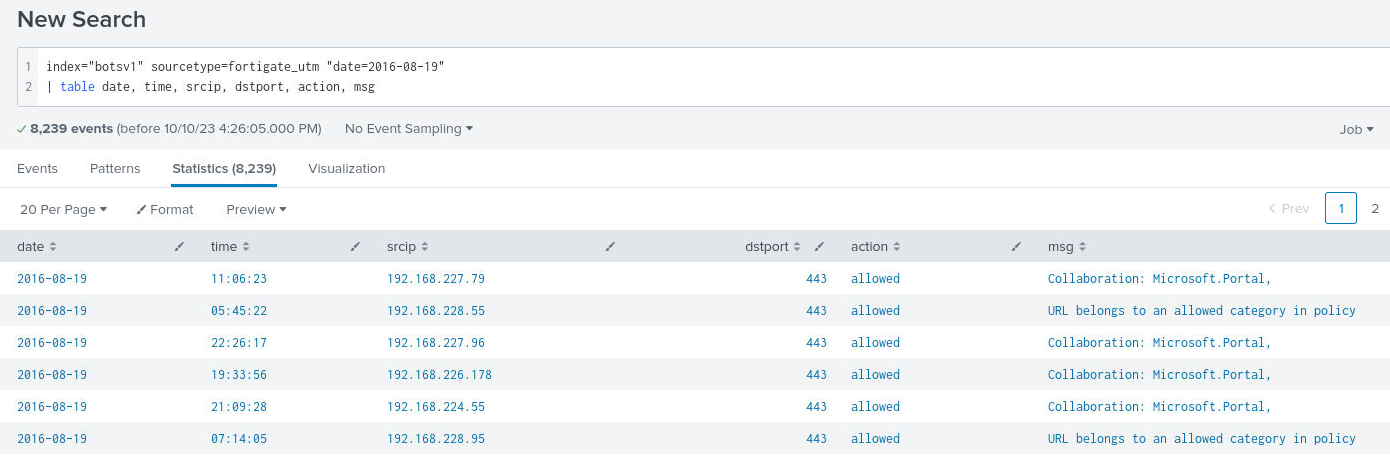 New Search
1 index="botsv1" sourcetype=fortigate_utm "date=2016-08-19"
2 | table date, time, srcip, dstport, action, msg
8,239 events (before 10/10/23 4:26:05.000 PM) No Event Sampling Job
Events Patterns Statistics (8,239) Visualization
20 Per Page Format Preview Prev 1 2
date time srcip dstport action msg
2016-08-19 11:06:23 192.168.227.79 443 allowed Collaboration: Microsoft.Portal,
2016-08-19 05:45:22 192.168.228.55 443 allowed URL belongs to an allowed category in policy
2016-08-19 22:26:17 192.168.227.96 443 allowed Collaboration: Microsoft.Portal,
2016-08-19 19:33:56 192.168.226.178 443 allowed Collaboration: Microsoft.Portal,
2016-08-19 21:09:28 192.168.224.55 443 allowed Collaboration: Microsoft.Portal,
2016-08-19 07:14:05 192.168.228.95 443 allowed URL belongs to an allowed category in policy